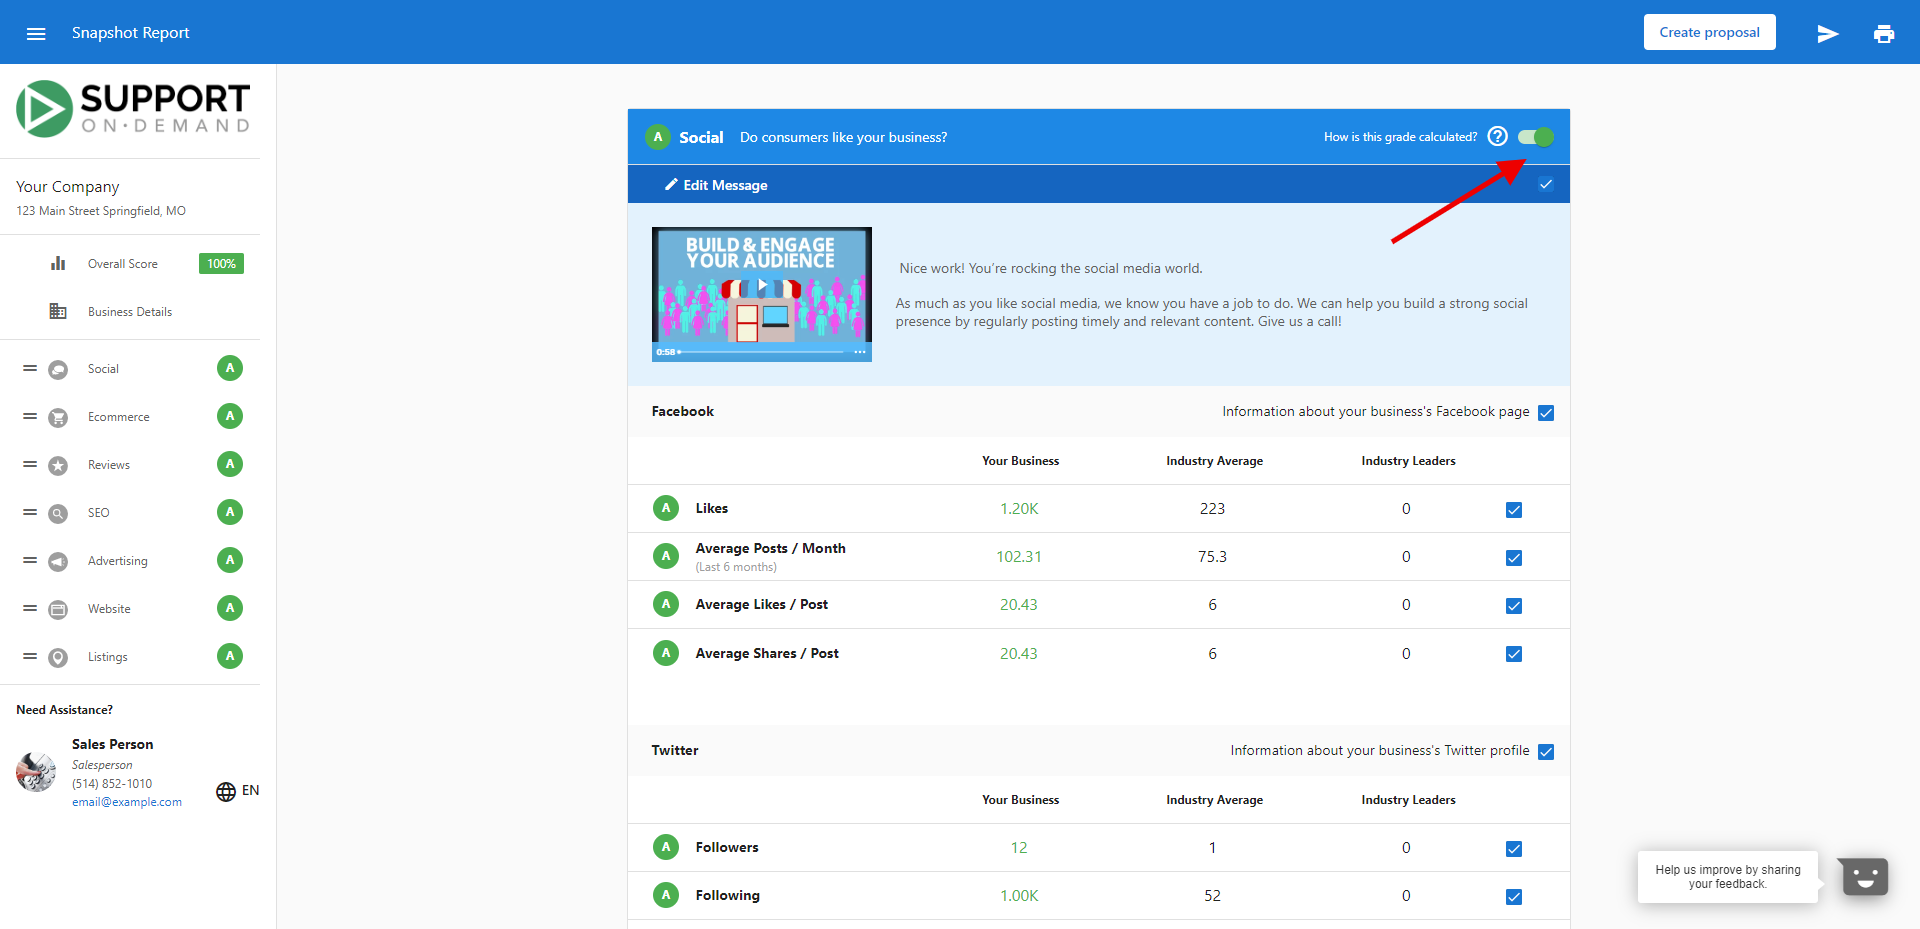 Snapshot Report
Create proposal
SUPPORT
ON·DEMAND
Your Company
123 Main Street Springfield, MO
Overall Score
100%
Business Details
Social
A
Ecommerce
A
Reviews
A
SEO
A
Advertising
A
Website
A
Listings
A
Need Assistance?
Sales Person
Salesperson
(514) 852-1010
email@example.com
EN
A Social Do consumers like your business?
How is this grade calculated? ?
Edit Message
BUILD & ENGAGE
YOUR AUDIENCE
0:58
Nice work! You’re rocking the social media world.
As much as you like social media, we know you have a job to do. We can help you build a strong social
presence by regularly posting timely and relevant content. Give us a call!
Facebook
Information about your business's Facebook page
Your Business Industry Average Industry Leaders
A Likes 1.20K 223 0
A Average Posts / Month 102.31 75.3 0
(Last 6 months)
A Average Likes / Post 20.43 6 0
A Average Shares / Post 20.43 6 0
Twitter
Information about your business's Twitter profile
Your Business Industry Average Industry Leaders
A Followers 12 1 0
A Following 1.00K 52 0
Help us improve by sharing
your feedback.